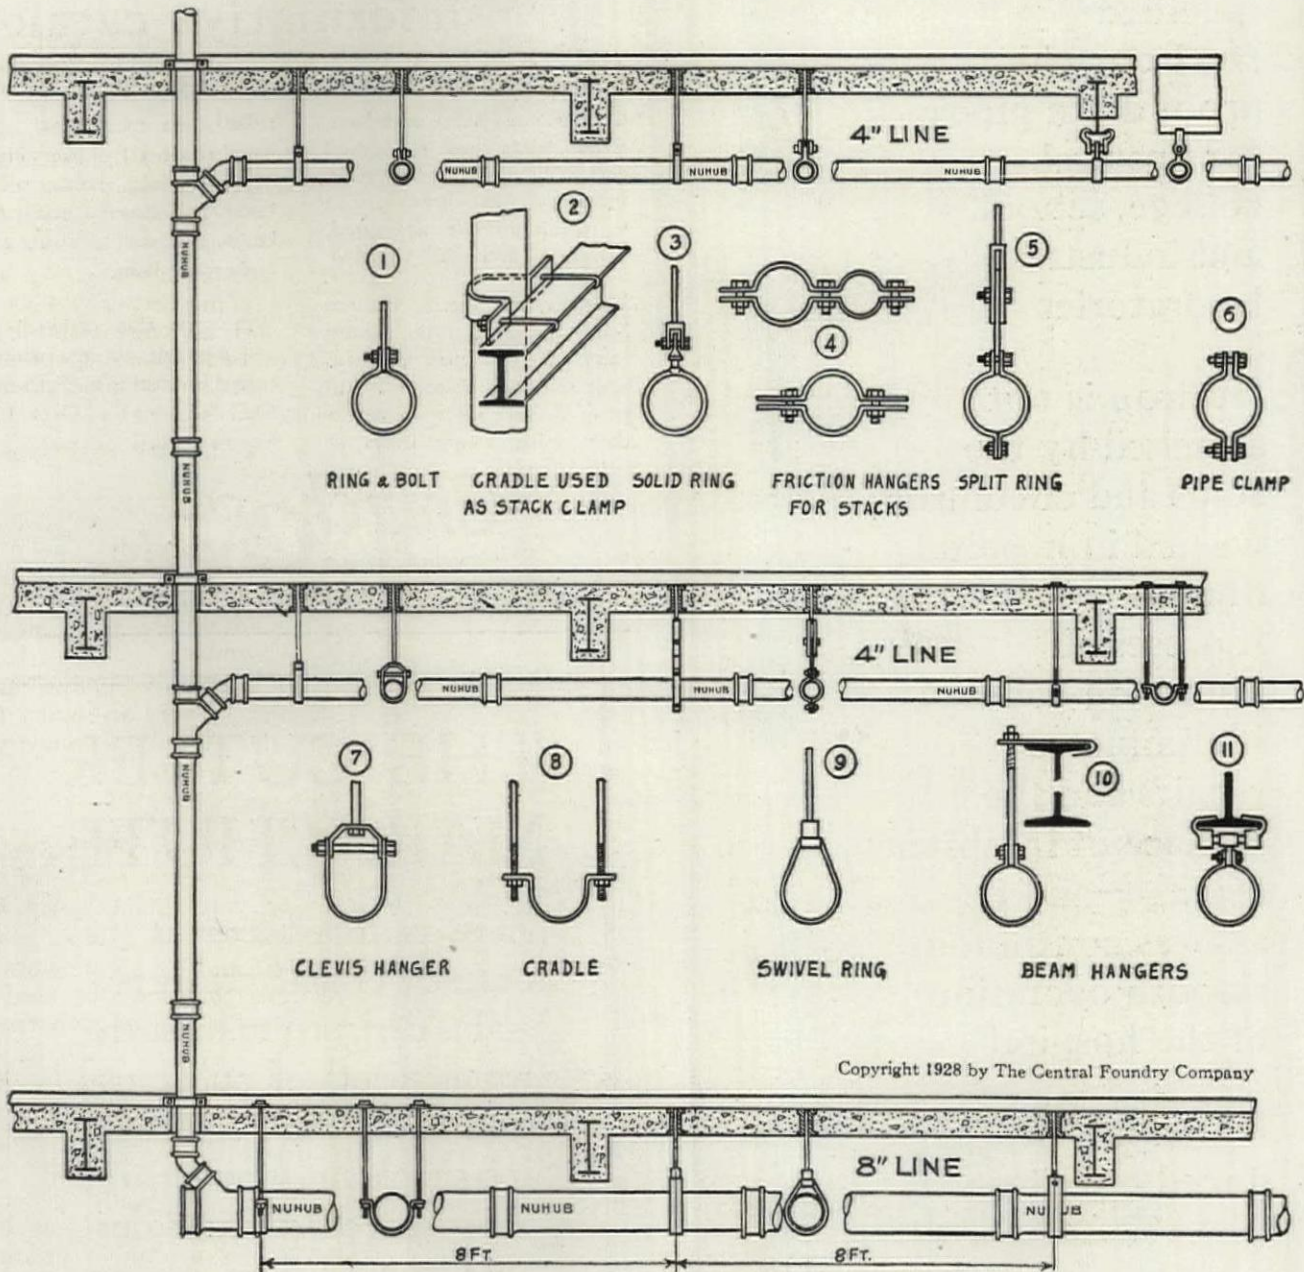 4" LINE
NUHUB
NUHUB
NUHUB
NUHUB
1
2
3
4
5
6
RING & BOLT
CRADLE USED
AS STACK CLAMP
SOLID RING
FRICTION HANGERS
FOR STACKS
SPLIT RING
PIPE CLAMP
NUHUB
4" LINE
NUHUB
NUHUB
NUHUB
NUHUB
7
8
9
10
11
CLEVIS HANGER
CRADLE
SWIVEL RING
BEAM HANGERS
NUHUB
Copyright 1928 by The Central Foundry Company
8" LINE
NUHUB
NUHUB
NUHUB
8FT.
8FT.